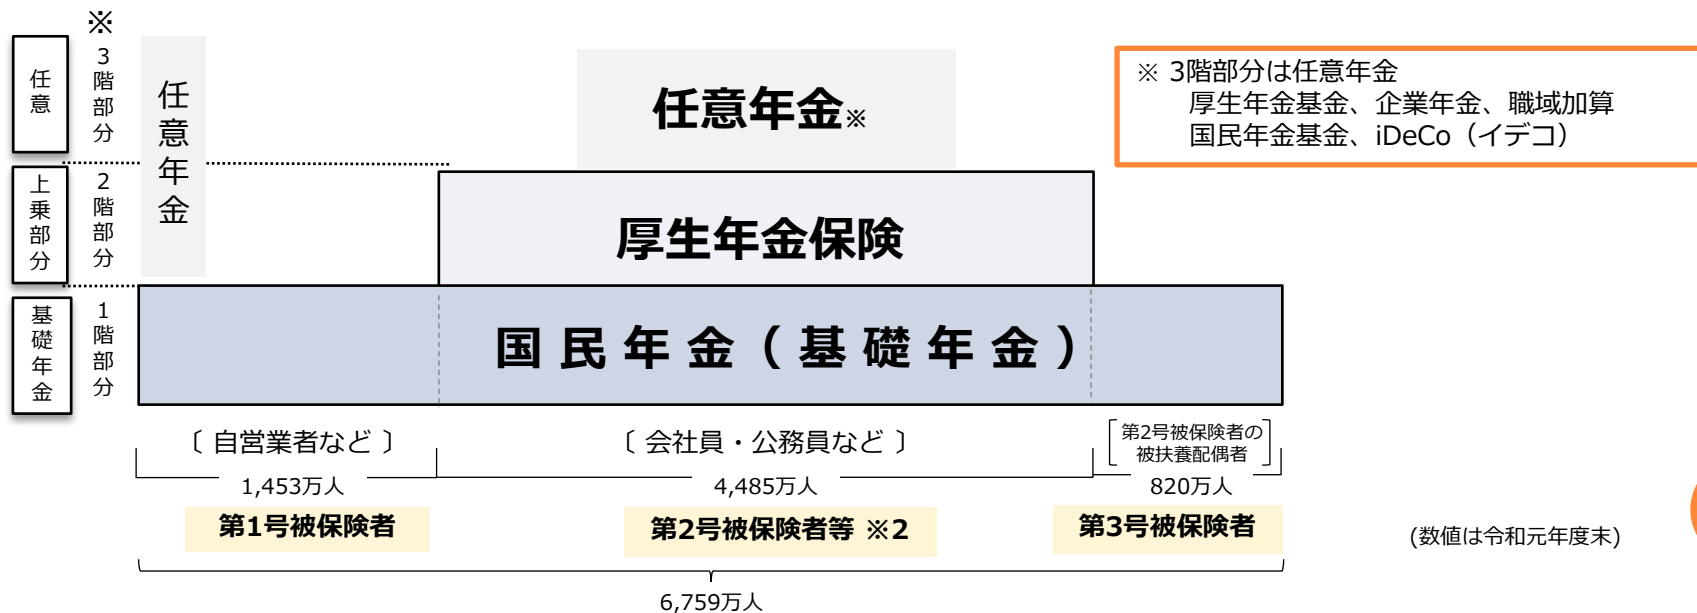 ※
任意
3階部分
任意年金
任意年金※
※ 3階部分は任意年金
厚生年金基金、企業年金、職域加算
国民年金基金、iDeCo（イデコ）
上乗部分
2階部分
厚生年金保険
基礎年金
1階部分
国民年金（基礎年金）
〔 自営業者など 〕
〔 会社員・公務員など 〕
第2号被保険者の
被扶養配偶者
1,453万人
4,485万人
820万人
第1号被保険者
第2号被保険者等 ※2
第3号被保険者
(数値は令和元年度末)
6,759万人